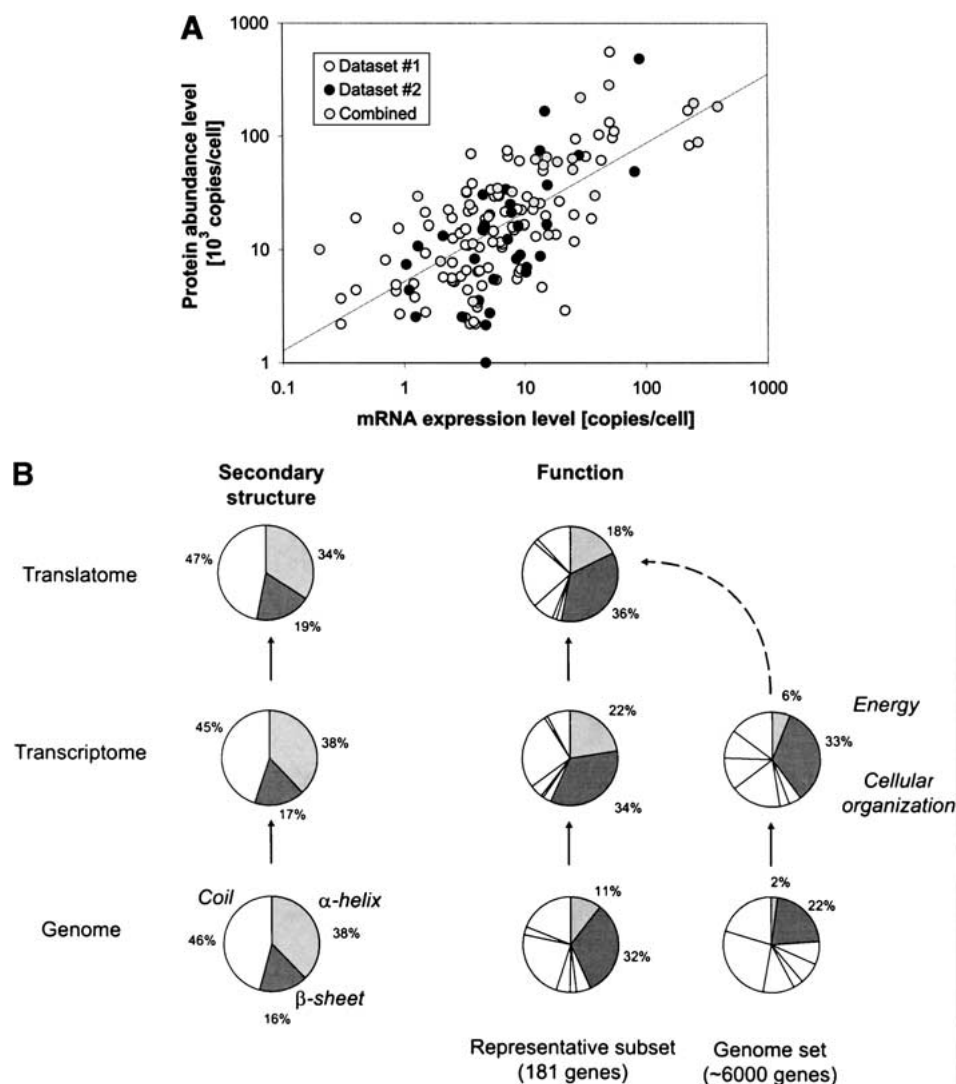 A
1000
100
10
1
Protein abundance level
[10³ copies/cell]
Dataset #1
Dataset #2
Combined
0.1 1 10 100 1000
mRNA expression level [copies/cell]
B
Secondary
structure
Function
Translatome
47% 34%
19%
18%
36%
Transcriptome
45% 38%
17%
22%
34%
6%
33%
Energy
Cellular
organization
Genome
Coil α-helix
46% 38%
β-sheet
16%
11%
32%
2%
22%
Representative subset
(181 genes)
Genome set
(~6000 genes)